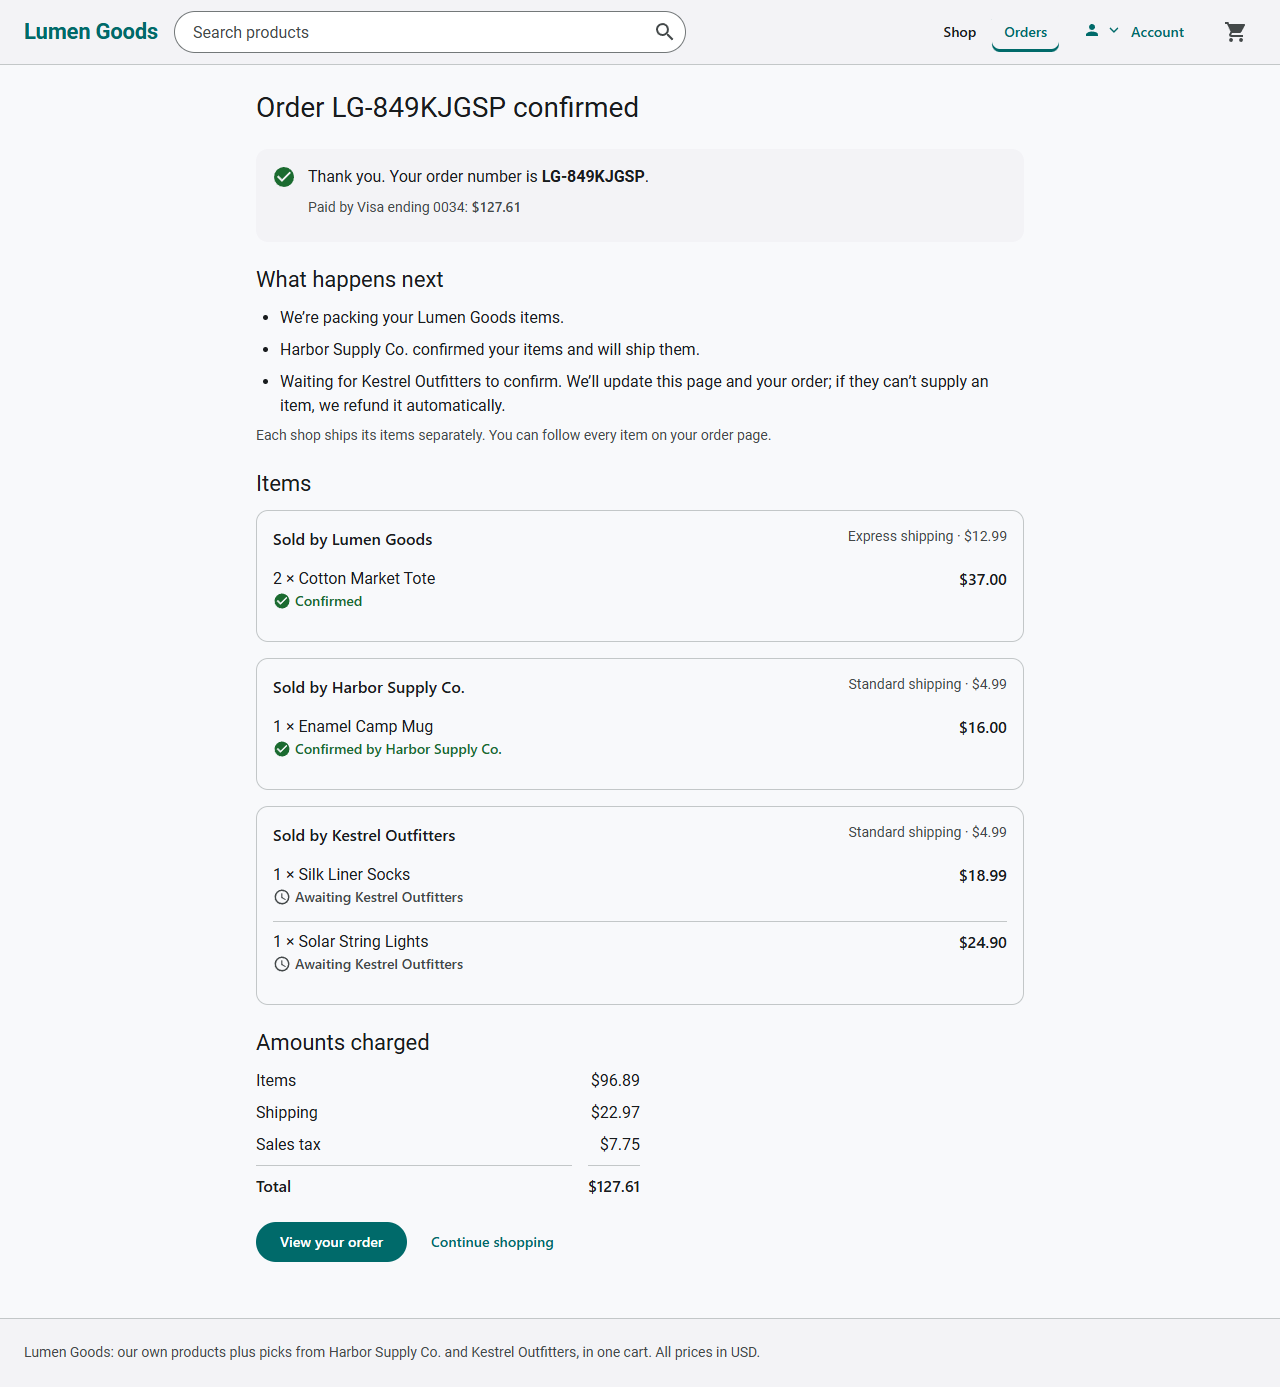 Lumen Goods
Search products
Shop
Orders
Account
Order LG-849KJGSP confirmed
Thank you. Your order number is LG-849KJGSP.
Paid by Visa ending 0034: $127.61
What happens next
• We’re packing your Lumen Goods items.
• Harbor Supply Co. confirmed your items and will ship them.
• Waiting for Kestrel Outfitters to confirm. We’ll update this page and your order; if they can’t supply an
item, we refund it automatically.
Each shop ships its items separately. You can follow every item on your order page.
Items
Sold by Lumen Goods
Express shipping · $12.99
2 × Cotton Market Tote
$37.00
Confirmed
Sold by Harbor Supply Co.
Standard shipping · $4.99
1 × Enamel Camp Mug
$16.00
Confirmed by Harbor Supply Co.
Sold by Kestrel Outfitters
Standard shipping · $4.99
1 × Silk Liner Socks
$18.99
Awaiting Kestrel Outfitters
1 × Solar String Lights
$24.90
Awaiting Kestrel Outfitters
Amounts charged
Items $96.89
Shipping $22.97
Sales tax $7.75
Total $127.61
View your order
Continue shopping
Lumen Goods: our own products plus picks from Harbor Supply Co. and Kestrel Outfitters, in one cart. All prices in USD.